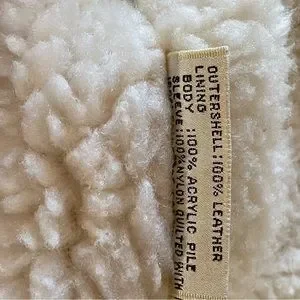 OUTERSHELL :100% LEATHER
LINING
BODY :100% ACRYLIC PILE
SLEEVE :100% NYLON QUILTED WITH